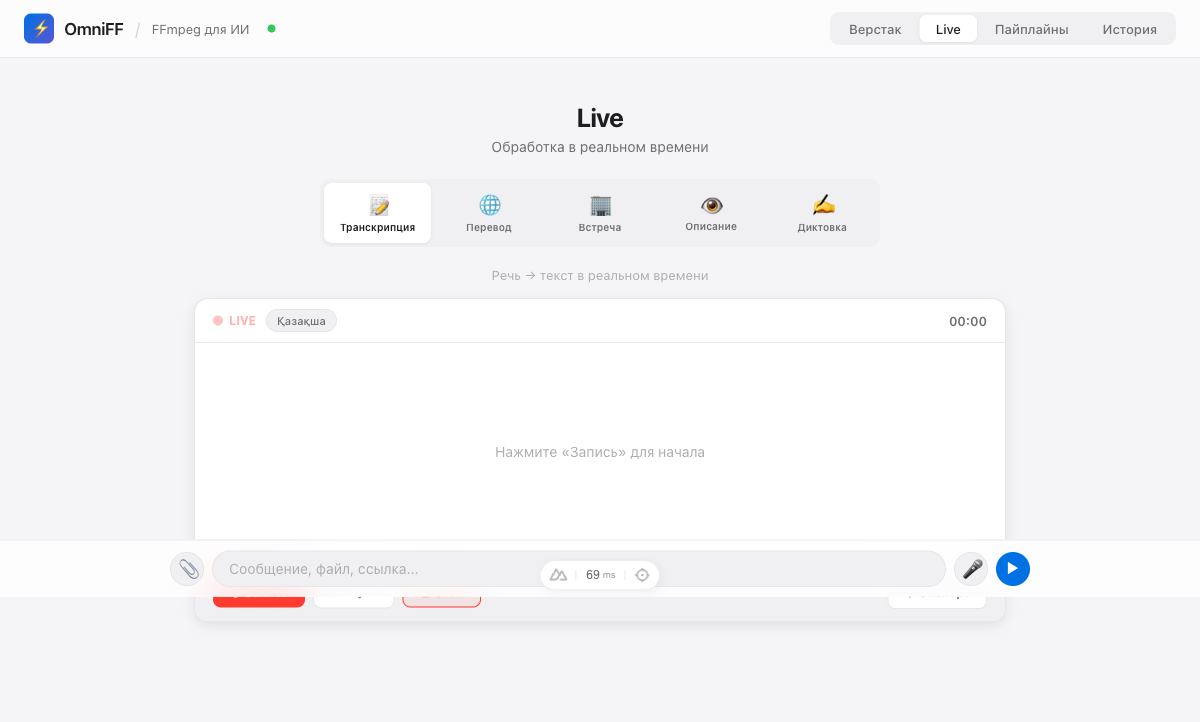 OmniFF / FFmpeg для ИИ
Верстак Live Пайплайны История
Live
Обработка в реальном времени
Транскрипция Перевод Встреча Описание Диктовка
Речь → текст в реальном времени
LIVE Қазақша 00:00
Нажмите «Запись» для начала
Сообщение, файл, ссылка...
69 ms